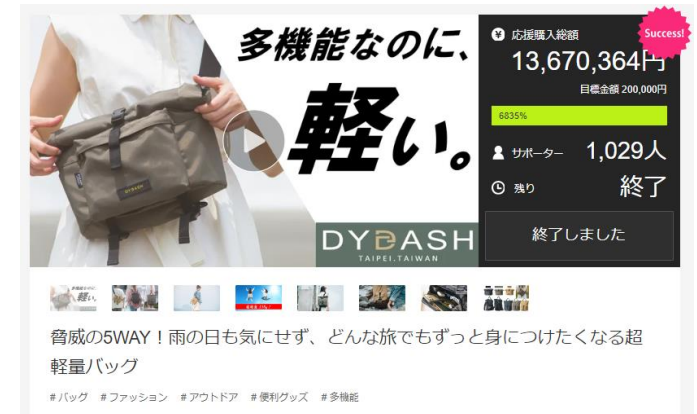 多機能なのに、
軽い。
DYDASH
TAIPEI.TAIWAN
Success!
応援購入総額
13,670,364円
目標金額 200,000円
6835%
サポーター 1,029人
残り 終了
終了しました
脅威の5WAY！雨の日も気にせず、どんな旅でもずっと身につけたくなる超
軽量バッグ
#バッグ #ファッション #アウトドア #便利グッズ #多機能